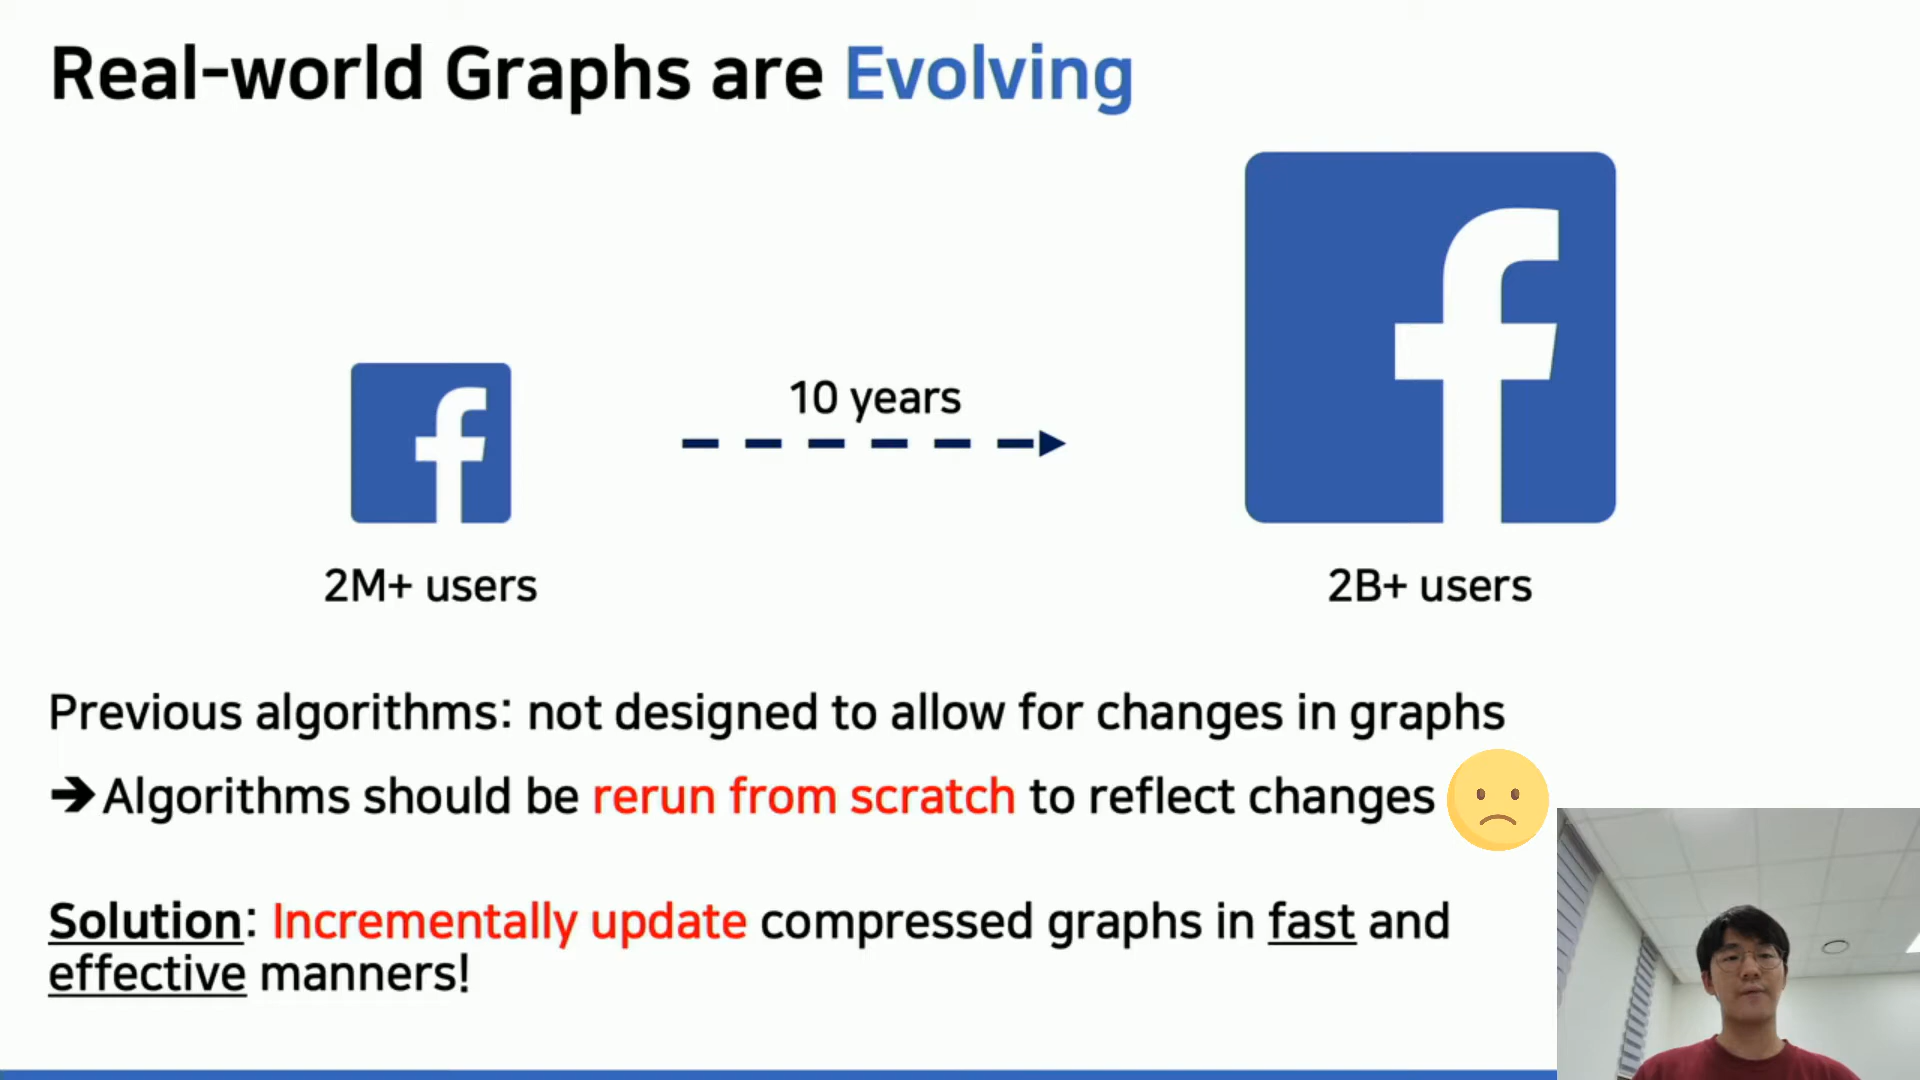 Real-world Graphs are Evolving
10 years
2M+ users
2B+ users
Previous algorithms: not designed to allow for changes in graphs
➔ Algorithms should be rerun from scratch to reflect changes
Solution: Incrementally update compressed graphs in fast and
effective manners!